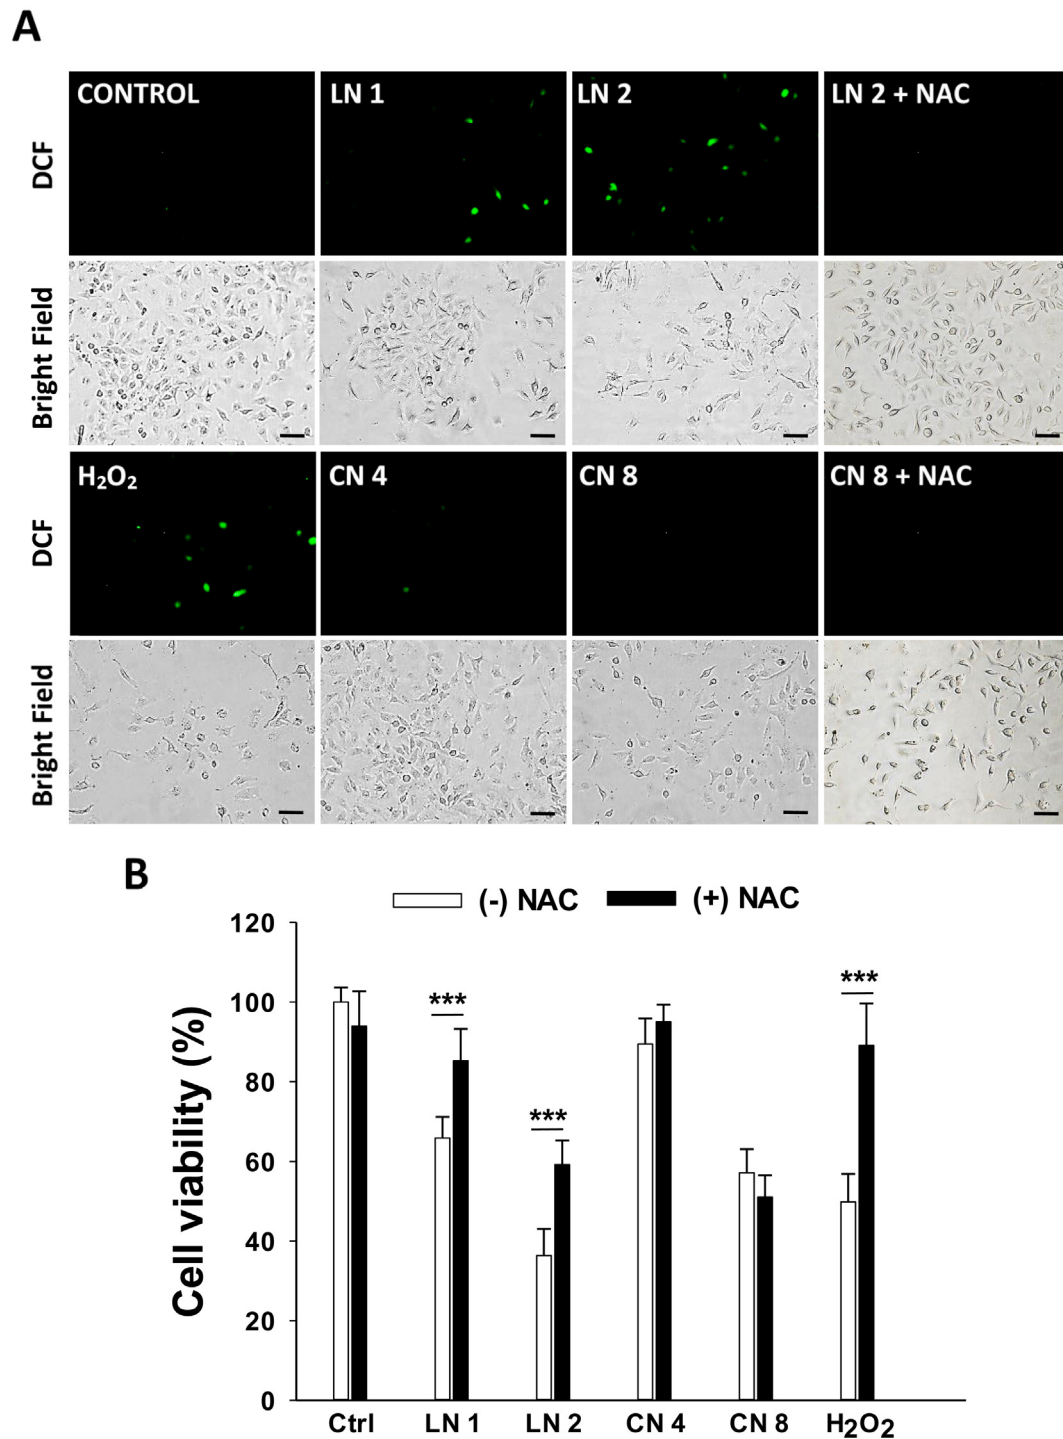 A
CONTROL LN 1 LN 2 LN 2 + NAC
DCF
Bright Field
H₂O₂ CN 4 CN 8 CN 8 + NAC
DCF
Bright Field
B
(-) NAC (+) NAC
Cell viability (%)
120
100
80
60
40
20
0
*** *** ***
Ctrl LN 1 LN 2 CN 4 CN 8 H₂O₂